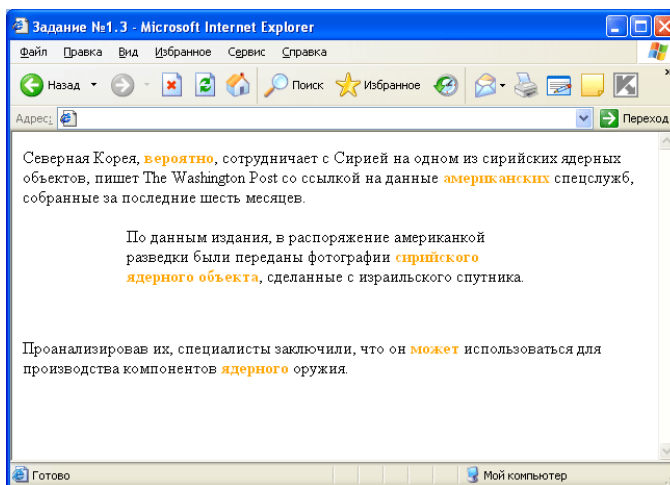 Задание №1.3 - Microsoft Internet Explorer
Файл Правка Вид Избранное Сервис Справка
Назад Поиск Избранное »
Адрес: Переход
Северная Корея, вероятно, сотрудничает с Сирией на одном из сирийских ядерных
объектов, пишет The Washington Post со ссылкой на данные американских спецслужб,
собранные за последние шесть месяцев.
По данным издания, в распоряжение американкой
разведки были переданы фотографии сирийского
ядерного объекта, сделанные с израильского спутника.
Проанализировав их, специалисты заключили, что он может использоваться для
производства компонентов ядерного оружия.
Готово Мой компьютер